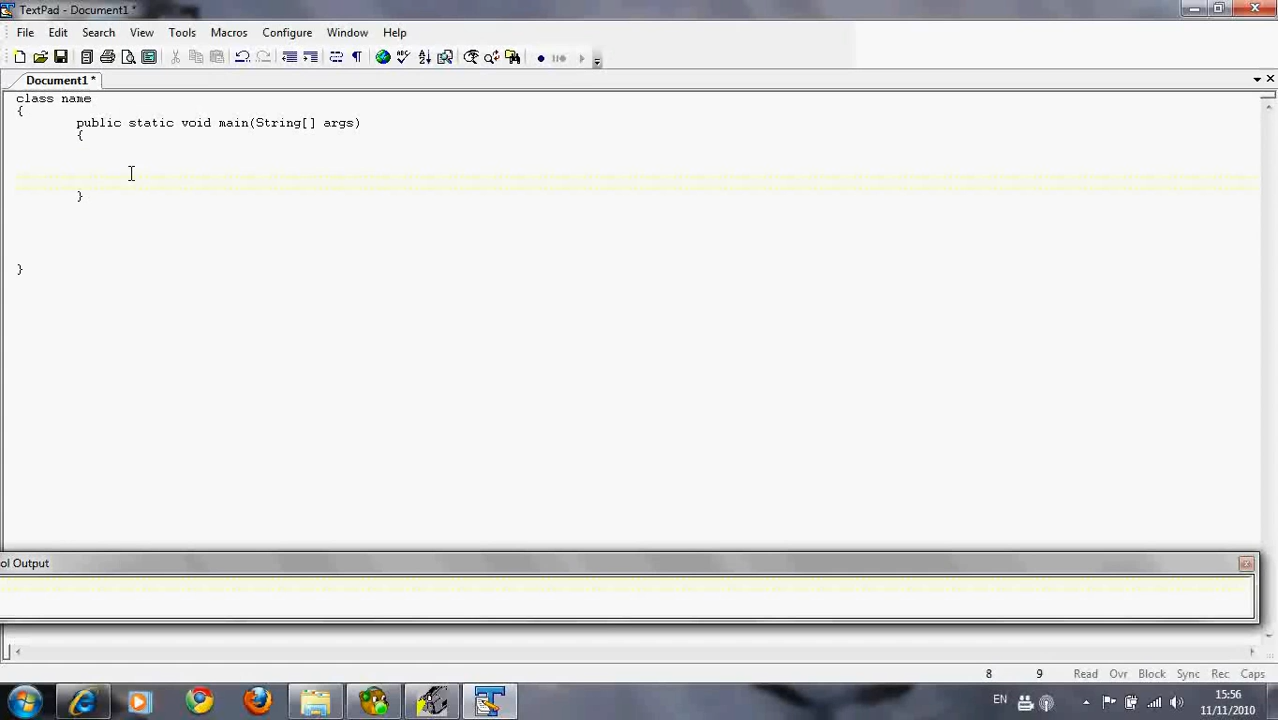 TextPad - Document1 *
File Edit Search View Tools Macros Configure Window Help
Document1 *
class name
{
public static void main(String[] args)
{
}
}
ol Output
8 9 Read Ovr Block Sync Rec Caps
EN 15:56
11/11/2010